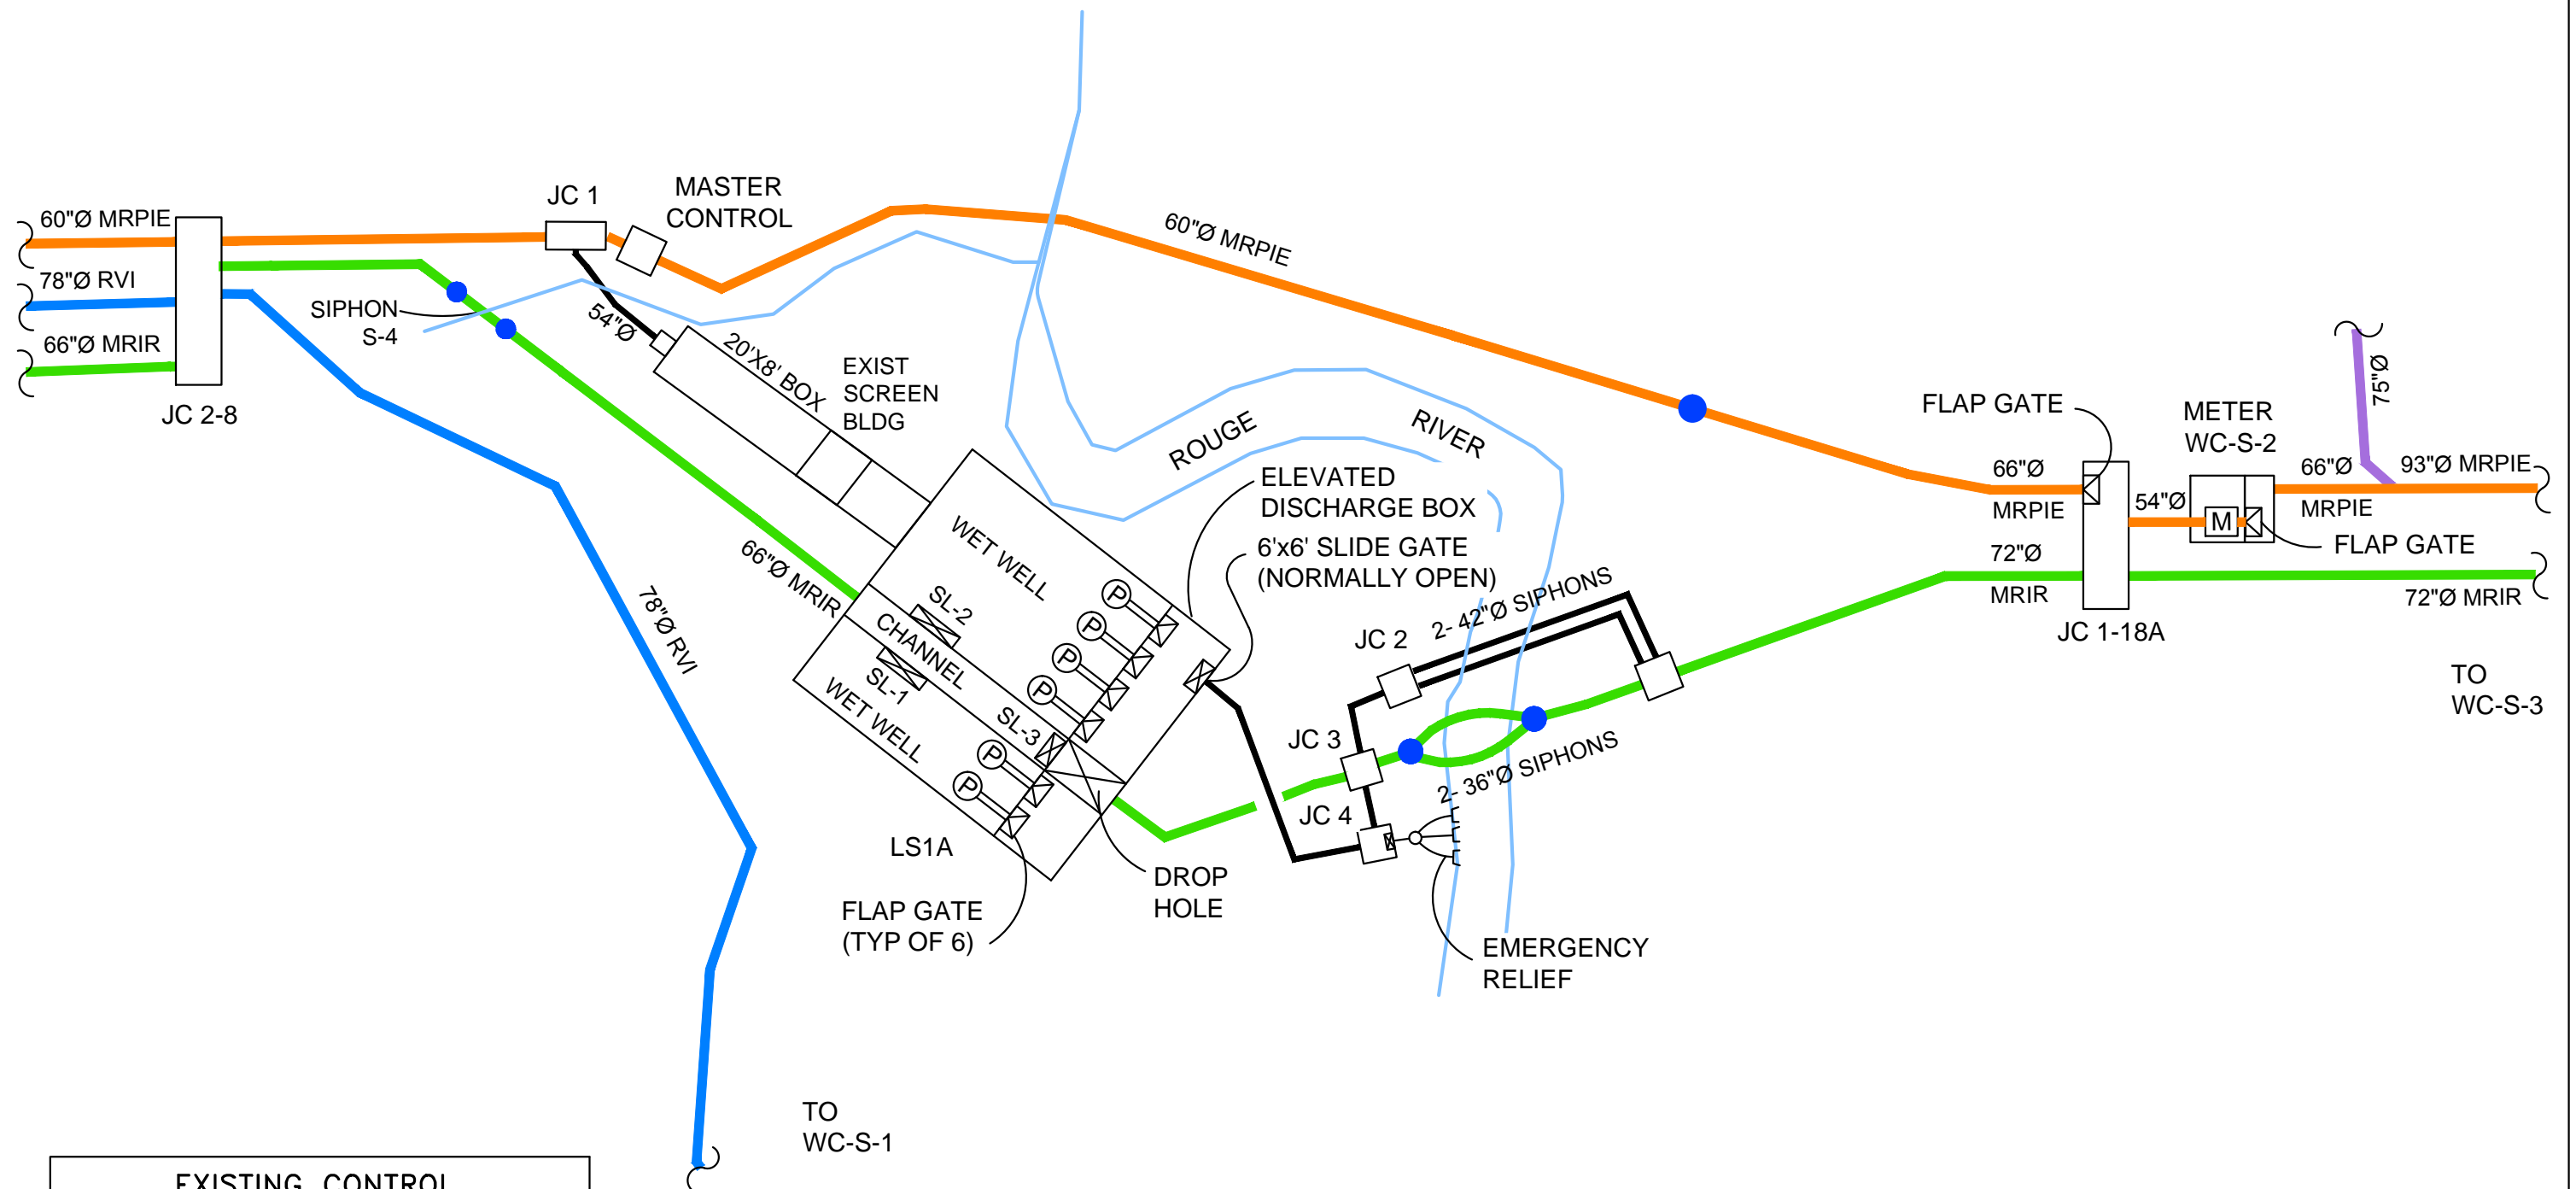 JC 1
MASTER
CONTROL
60"Ø MRPIE
78"Ø RVI
66"Ø MRIR
JC 2-8
SIPHON
S-4
54"Ø
20'X8' BOX
EXIST
SCREEN
BLDG
60"Ø MRPIE
ROUGE
RIVER
FLAP GATE
METER
WC-S-2
75"Ø
66"Ø
MRPIE
54"Ø
M
66"Ø
MRPIE
93"Ø MRPIE
FLAP GATE
72"Ø
MRIR
72"Ø MRIR
JC 1-18A
TO
WC-S-3
ELEVATED
DISCHARGE BOX
6'x6' SLIDE GATE
(NORMALLY OPEN)
WET WELL
66"Ø MRIR
78"Ø RVI
SL-2
CHANNEL
SL-1
WET WELL
SL-3
P
P
P
P
P
P
2- 42"Ø SIPHONS
JC 2
JC 3
2- 36"Ø SIPHONS
JC 4
LS1A
DROP
HOLE
FLAP GATE
(TYP OF 6)
EMERGENCY
RELIEF
TO
WC-S-1
EXISTING CONTROL